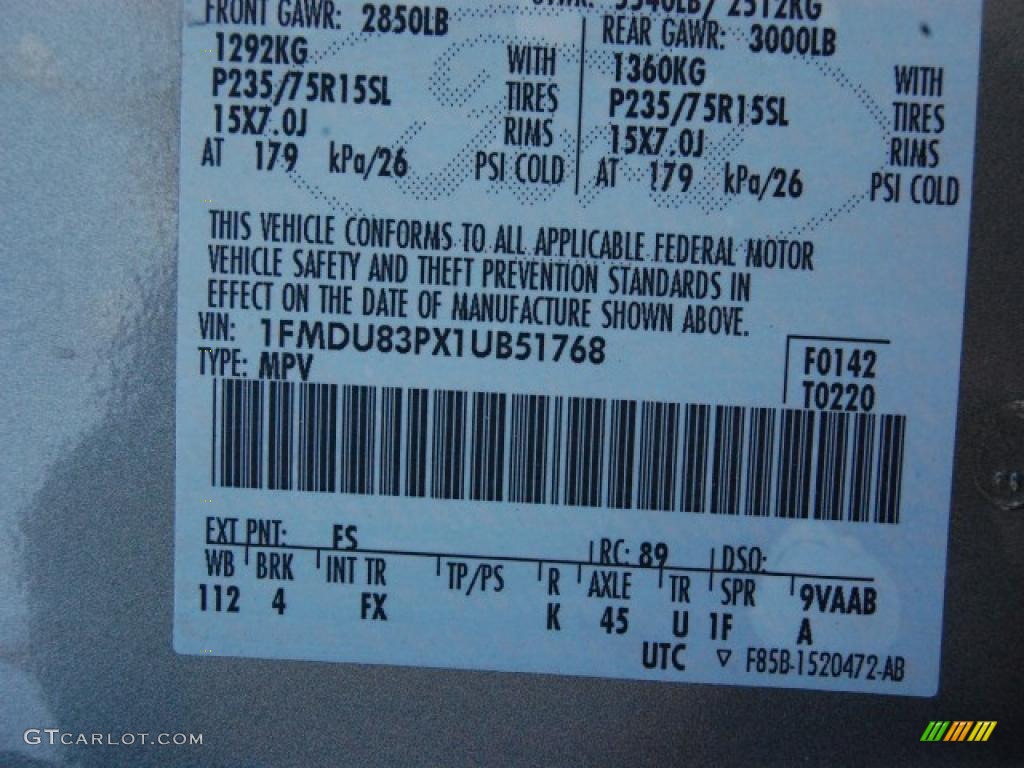 FRONT GAWR: 2850LB
5540LB/ 2512KG
1292KG WITH
P235/75R15SL TIRES
15X7.0J RIMS
AT 179 kPa/26 PSI COLD
REAR GAWR: 3000LB
1360KG WITH
P235/75R15SL TIRES
15X7.0J RIMS
AT 179 kPa/26 PSI COLD
THIS VEHICLE CONFORMS TO ALL APPLICABLE FEDERAL MOTOR
VEHICLE SAFETY AND THEFT PREVENTION STANDARDS IN
EFFECT ON THE DATE OF MANUFACTURE SHOWN ABOVE.
VIN: 1FMDU83PX1UB51768
TYPE: MPV
F0142
T0220
EXT PNT: FS RC: 89 DSO:
WB BRK INT TR TP/PS R AXLE TR SPR 9VAAB
112 4 FX K 45 U 1F A
UTC ▽ F85B-1520472-AB
GTCARLOT.COM